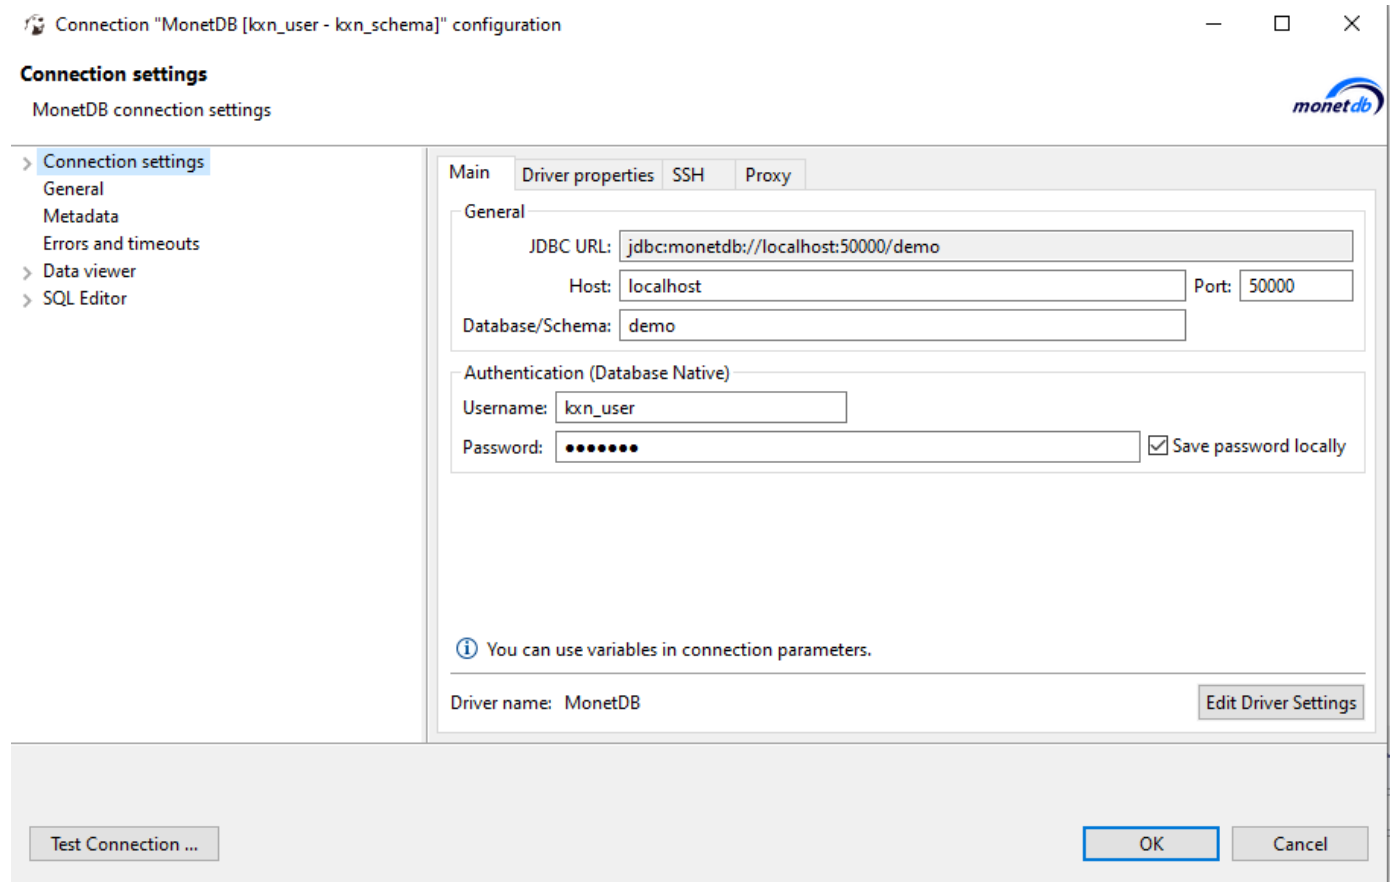 Connection "MonetDB [kxn_user - kxn_schema]" configuration
Connection settings
MonetDB connection settings
monetdb
Connection settings
General
Metadata
Errors and timeouts
Data viewer
SQL Editor
Main Driver properties SSH Proxy
General
JDBC URL: jdbc:monetdb://localhost:50000/demo
Host: localhost Port: 50000
Database/Schema: demo
Authentication (Database Native)
Username: kxn_user
Password: ●●●●●●● Save password locally
You can use variables in connection parameters.
Driver name: MonetDB Edit Driver Settings
Test Connection ... OK Cancel